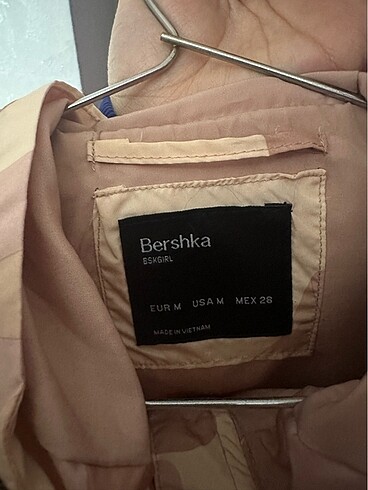 Bershka
BSKGIRL
EUR M USA M MEX 28
MADE IN VIETNAM